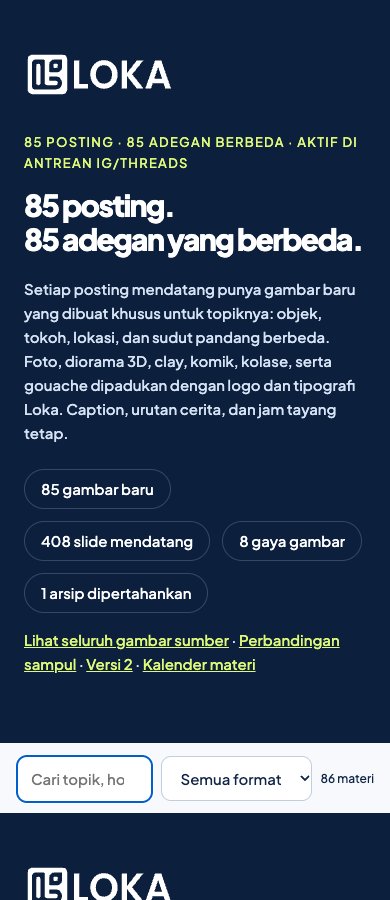 LOKA
85 POSTING · 85 ADEGAN BERBEDA · AKTIF DI
ANTREAN IG/THREADS
85 posting.
85 adegan yang berbeda.
Setiap posting mendatang punya gambar baru
yang dibuat khusus untuk topiknya: objek,
tokoh, lokasi, dan sudut pandang berbeda.
Foto, diorama 3D, clay, komik, kolase, serta
gouache dipadukan dengan logo dan tipografi
Loka. Caption, urutan cerita, dan jam tayang
tetap.
85 gambar baru
408 slide mendatang
8 gaya gambar
1 arsip dipertahankan
Lihat seluruh gambar sumber · Perbandingan
sampul · Versi 2 · Kalender materi
Cari topik, ho
Semua format
86 materi
LOKA